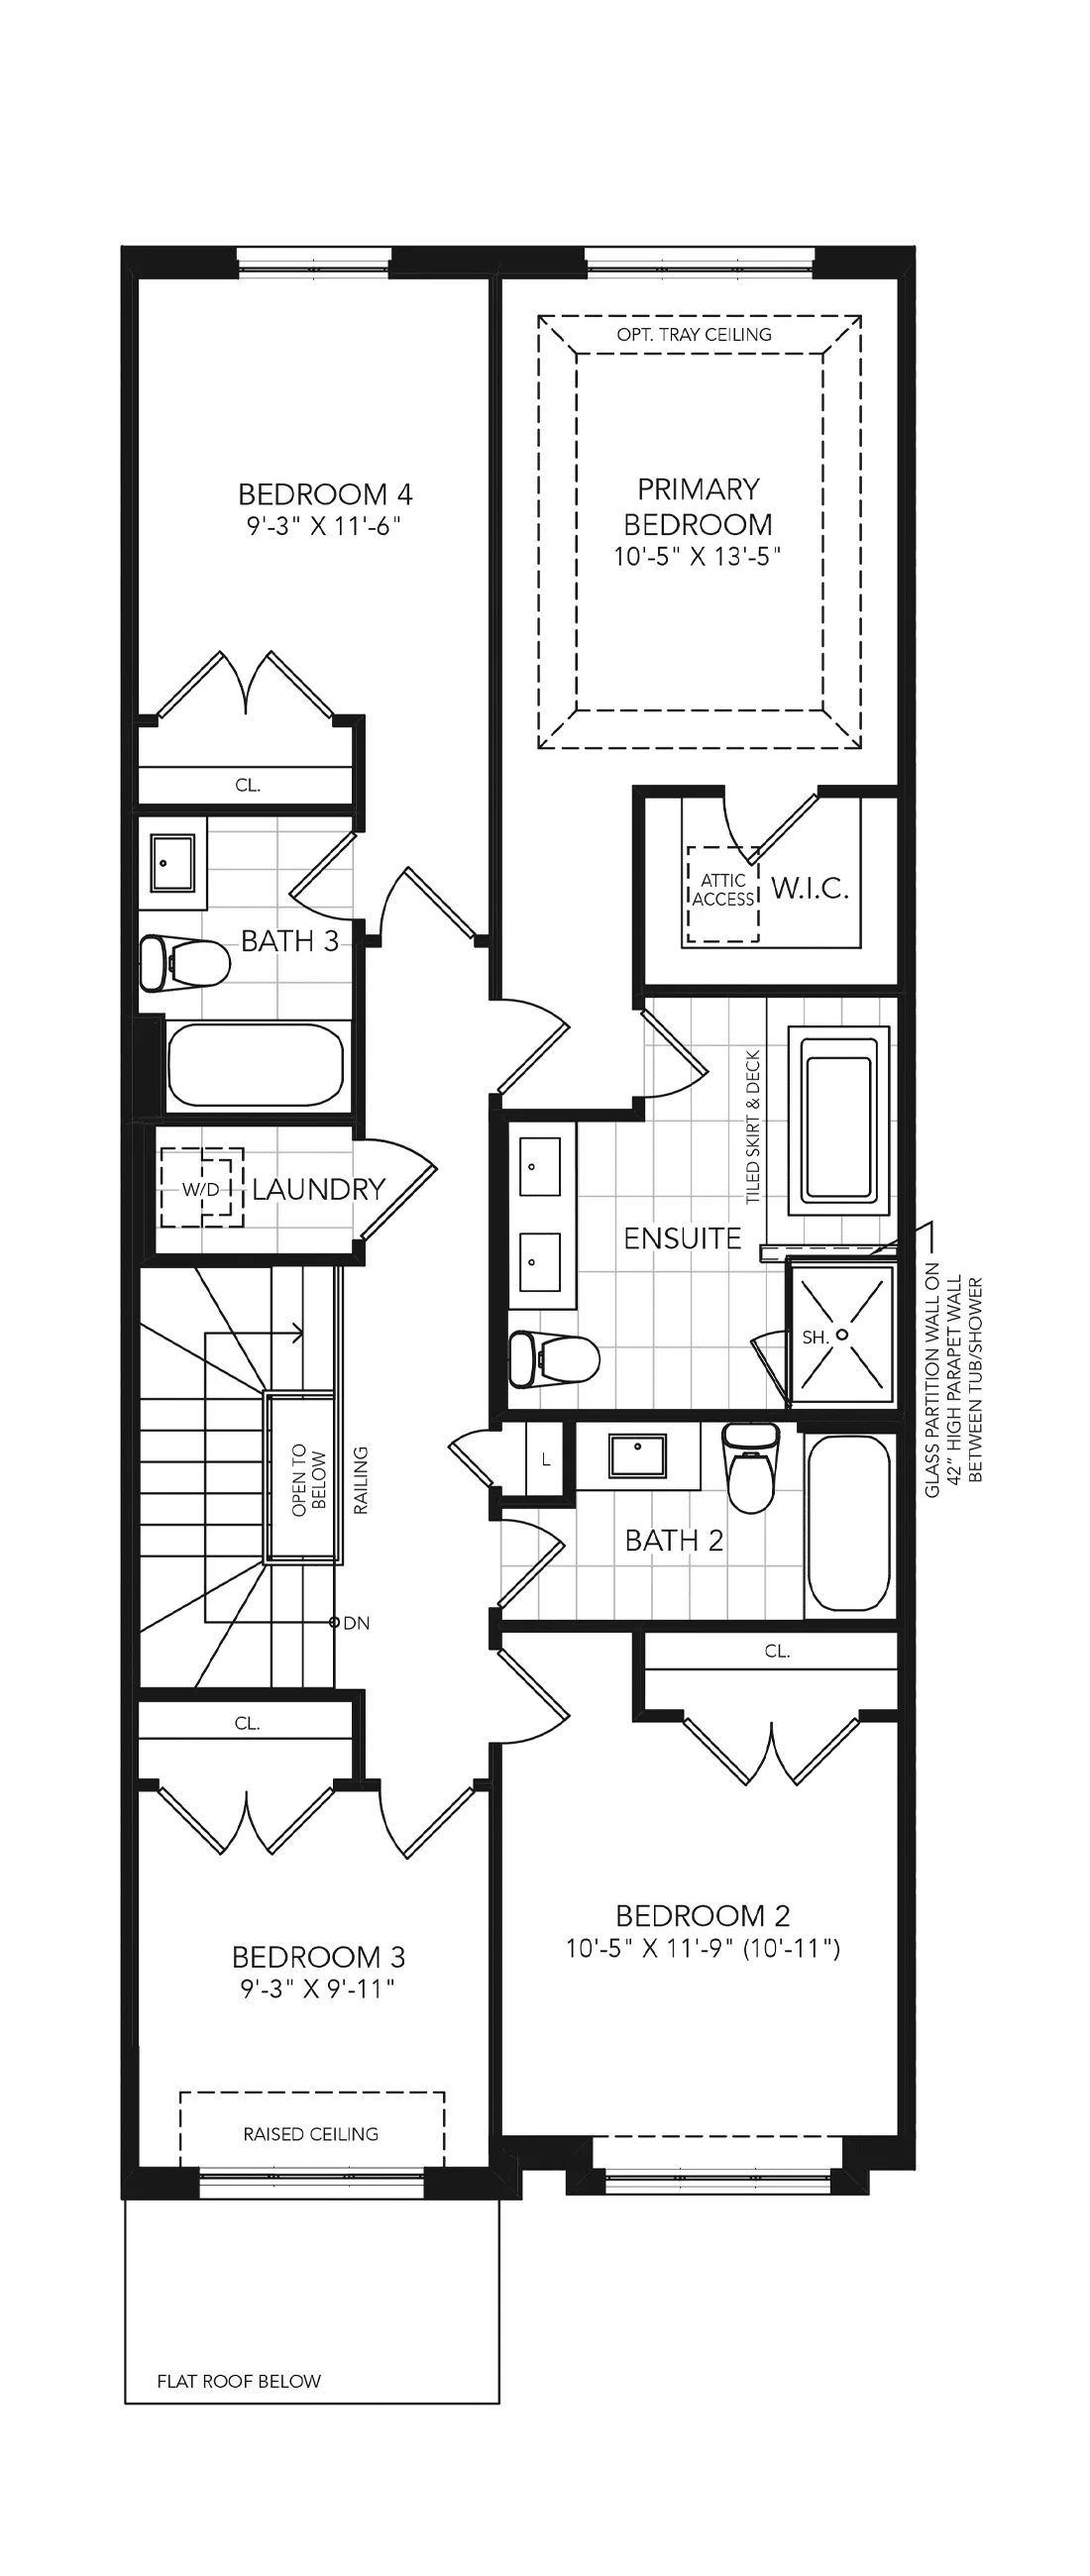 OPT. TRAY CEILING
BEDROOM 4
9'-3" X 11'-6"
PRIMARY
BEDROOM
10'-5" X 13'-5"
CL.
ATTIC
ACCESS
W.I.C.
BATH 3
TILED SKIRT & DECK
W/D
LAUNDRY
ENSUITE
1
GLASS PARTITION WALL ON
42" HIGH PARAPET WALL
BETWEEN TUB/SHOWER
SH.
OPEN TO
BELOW
RAILING
L
BATH 2
DN
CL.
CL.
BEDROOM 2
10'-5" X 11'-9" (10'-11")
BEDROOM 3
9'-3" X 9'-11"
RAISED CEILING
FLAT ROOF BELOW